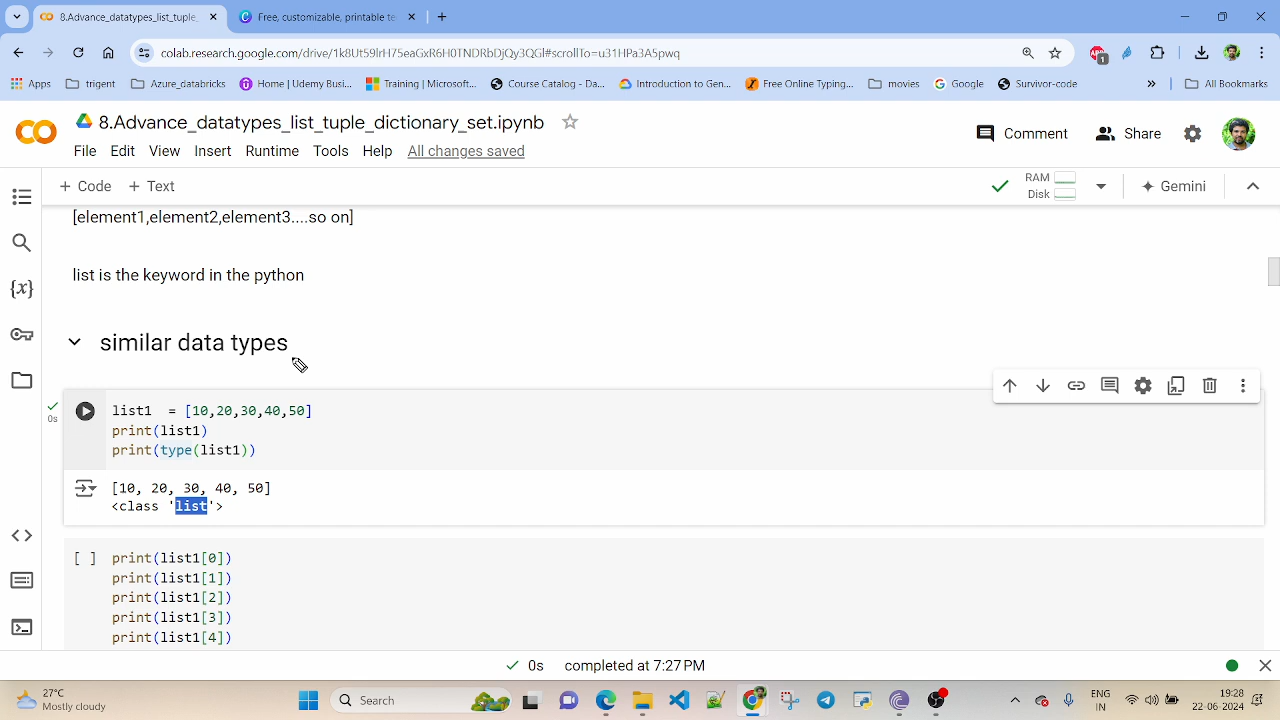 8.Advance_datatypes_list_tuple_
Free, customizable, printable te
colab.research.google.com/drive/1k8Ut59lrH75eaGxR6H0TNDRbDjQy3QGl#scrollTo=u31HPa3A5pwq
1
Apps
trigent
Azure databricks
Home | Udemy Busi...
Training | Microsoft...
Course Catalog - Da...
Introduction to Gen...
Free Online Typing...
movies
Google
Survivor-code
All Bookmarks
8.Advance_datatypes_list_tuple_dictionary_set.ipynb
Comment
Share
File Edit View Insert Runtime Tools Help All changes saved
+ Code + Text
RAM
Disk
Gemini
[element1,element2,element3....so on]
list is the keyword in the python
similar data types
0s
list1  = [10,20,30,40,50]
print(list1)
print(type(list1))
[10, 20, 30, 40, 50]
<class 'list'>
[ ] print(list1[0])
print(list1[1])
print(list1[2])
print(list1[3])
print(list1[4])
0s completed at 7:27 PM
27°C
Mostly cloudy
Search
ENG
IN
19:28
22-06-2024